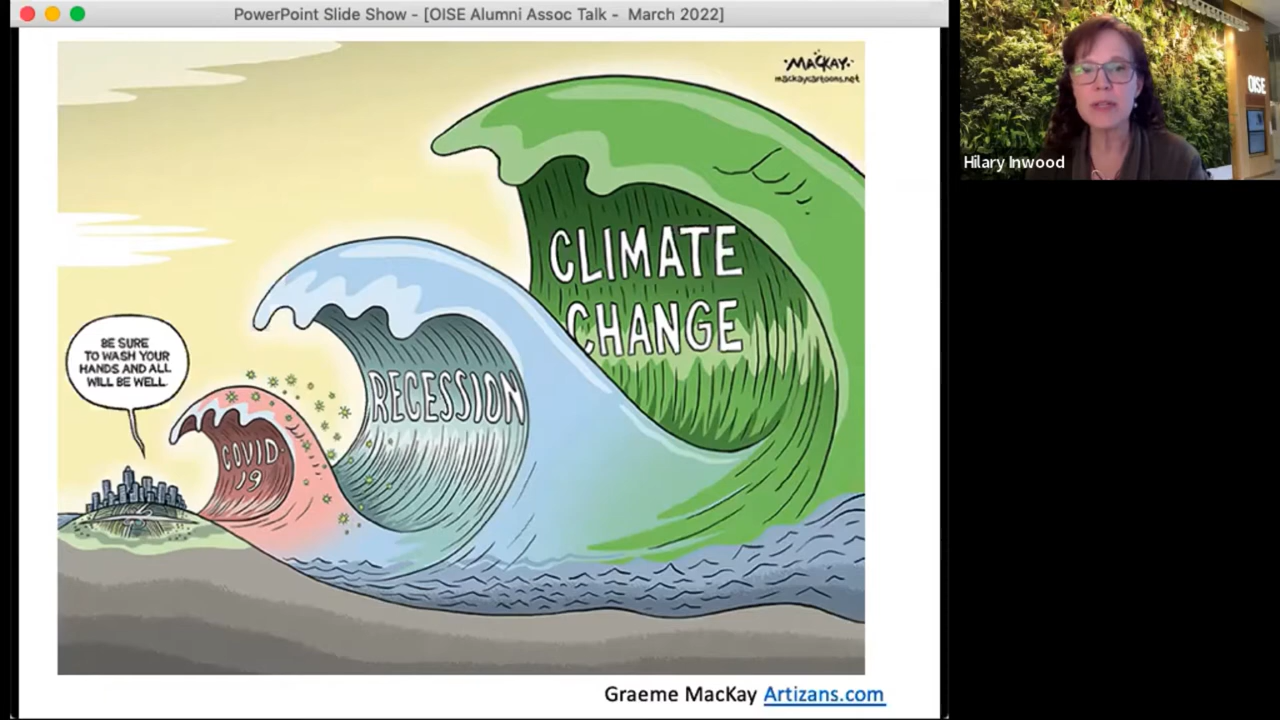 PowerPoint Slide Show - [OISE Alumni Assoc Talk - March 2022]
MACKAY
mackaycartoons.net
CLIMATE
CHANGE
BE SURE
TO WASH YOUR
HANDS AND ALL
WILL BE WELL.
RECESSION
COVID-
19
Graeme MacKay Artizans.com
OISE
Hilary Inwood